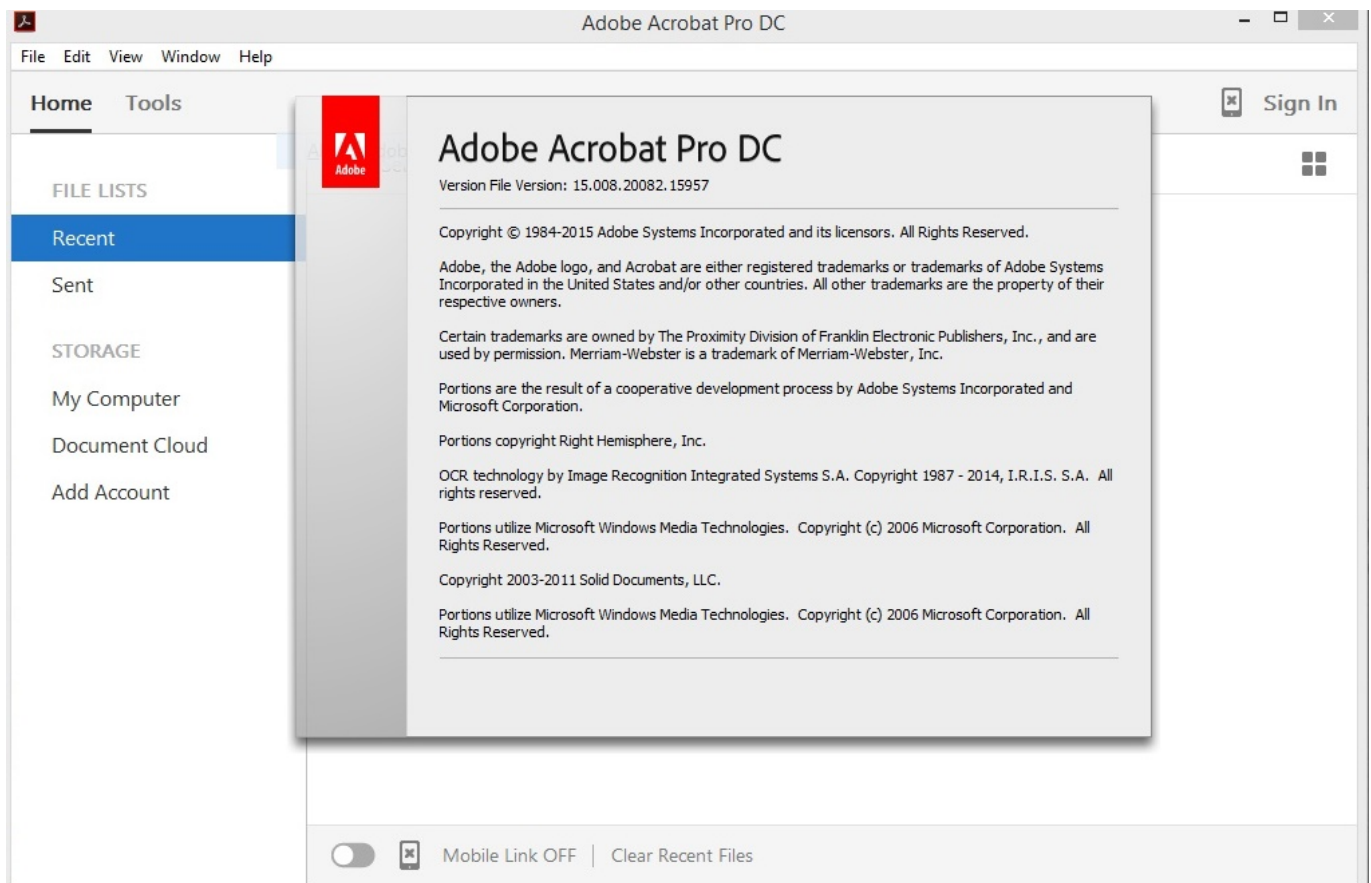 Adobe Acrobat Pro DC
File Edit View Window Help
Home Tools
Sign In
FILE LISTS
Recent
Sent
STORAGE
My Computer
Document Cloud
Add Account
Adobe
Adobe Acrobat Pro DC
Version File Version: 15.008.20082.15957
Copyright © 1984-2015 Adobe Systems Incorporated and its licensors. All Rights Reserved.
Adobe, the Adobe logo, and Acrobat are either registered trademarks or trademarks of Adobe Systems
Incorporated in the United States and/or other countries. All other trademarks are the property of their
respective owners.
Certain trademarks are owned by The Proximity Division of Franklin Electronic Publishers, Inc., and are
used by permission. Merriam-Webster is a trademark of Merriam-Webster, Inc.
Portions are the result of a cooperative development process by Adobe Systems Incorporated and
Microsoft Corporation.
Portions copyright Right Hemisphere, Inc.
OCR technology by Image Recognition Integrated Systems S.A. Copyright 1987 - 2014, I.R.I.S. S.A. All
rights reserved.
Portions utilize Microsoft Windows Media Technologies. Copyright (c) 2006 Microsoft Corporation. All
Rights Reserved.
Copyright 2003-2011 Solid Documents, LLC.
Portions utilize Microsoft Windows Media Technologies. Copyright (c) 2006 Microsoft Corporation. All
Rights Reserved.
Mobile Link OFF | Clear Recent Files